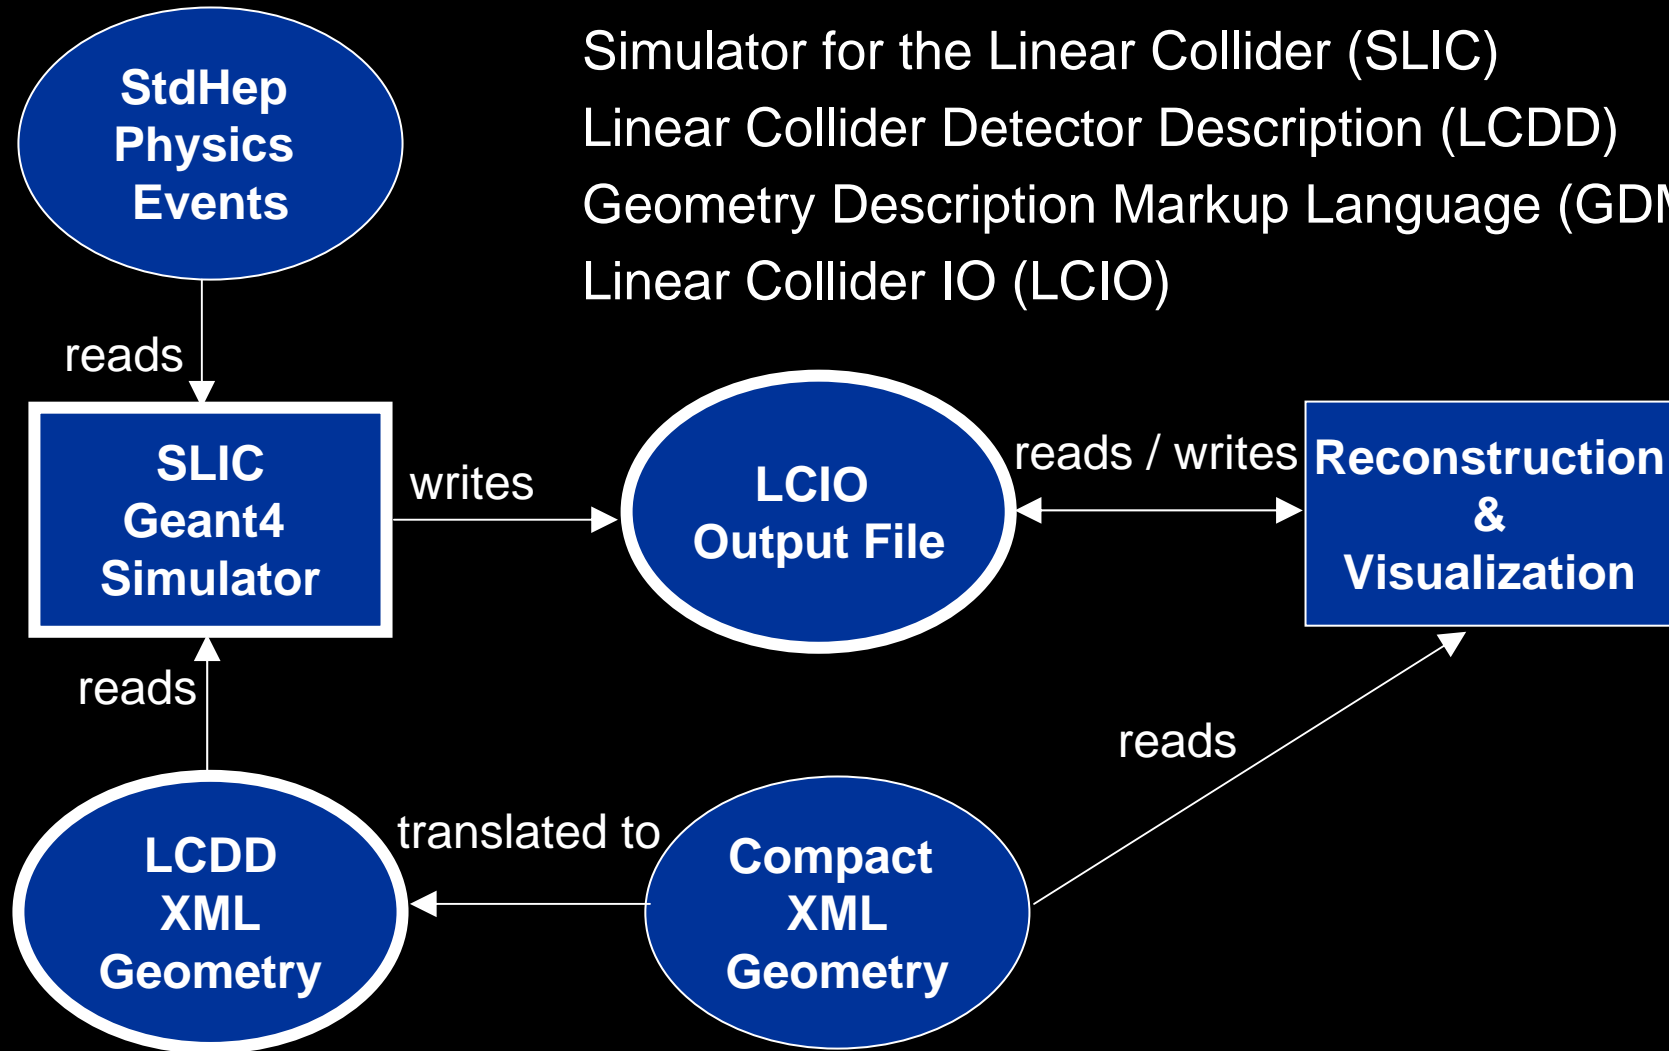 Simulator for the Linear Collider (SLIC)
Linear Collider Detector Description (LCDD)
Geometry Description Markup Language
Linear Collider IO (LCIO)
StdHep
Physics
Events
reads
SLIC
Geant4
Simulator
writes
LCIO
Output File
reads / writes
Reconstruction
&
Visualization
reads
reads
LCDD
XML
Geometry
translated to
Compact
XML
Geometry